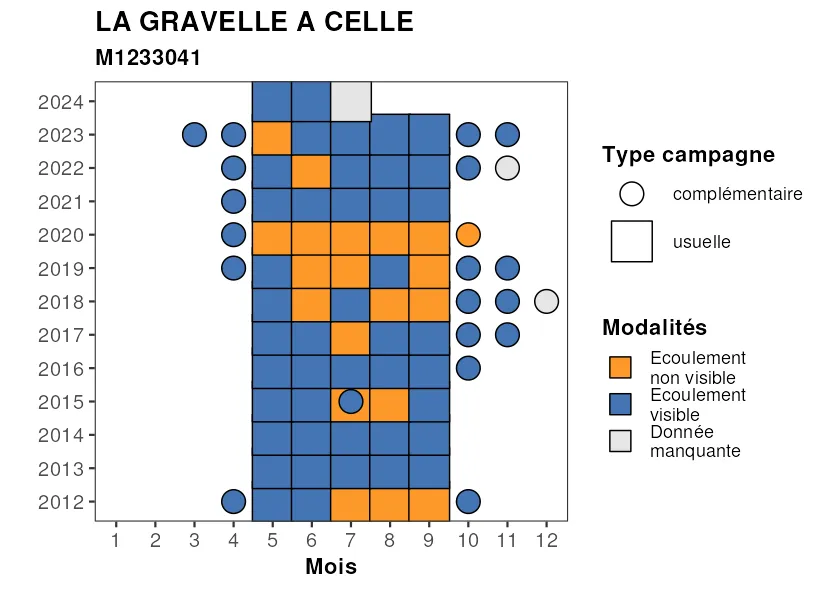 LA GRAVELLE A CELLE
M1233041
2024
2023
2022
2021
2020
2019
2018
2017
2016
2015
2014
2013
2012
1 2 3 4 5 6 7 8 9 10 11 12
Mois
Type campagne
complémentaire
usuelle
Modalités
Ecoulement
non visible
Ecoulement
visible
Donnée
manquante